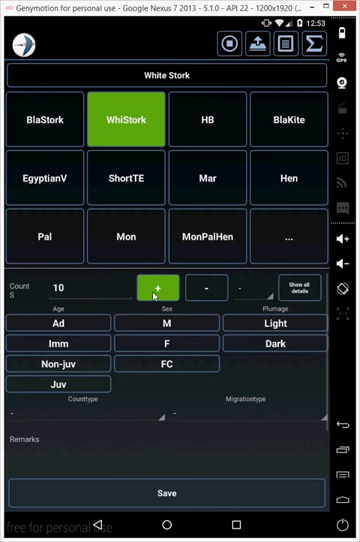 Genymotion for personal use - Google Nexus 7 2013 - 5.1.0 - API 22 - 1200x1920 (...
12:53
GPS
White Stork
BlaStork WhiStork HB BlaKite
EgyptianV ShortTE Mar Hen
Pal Mon MonPalHen ...
Count 10 + - - Show all details
S
Age Sex Plumage
Ad M Light
Imm F Dark
Non-juv FC
Juv
Counttype Migrationtype
- -
Remarks
Save
free for personal use